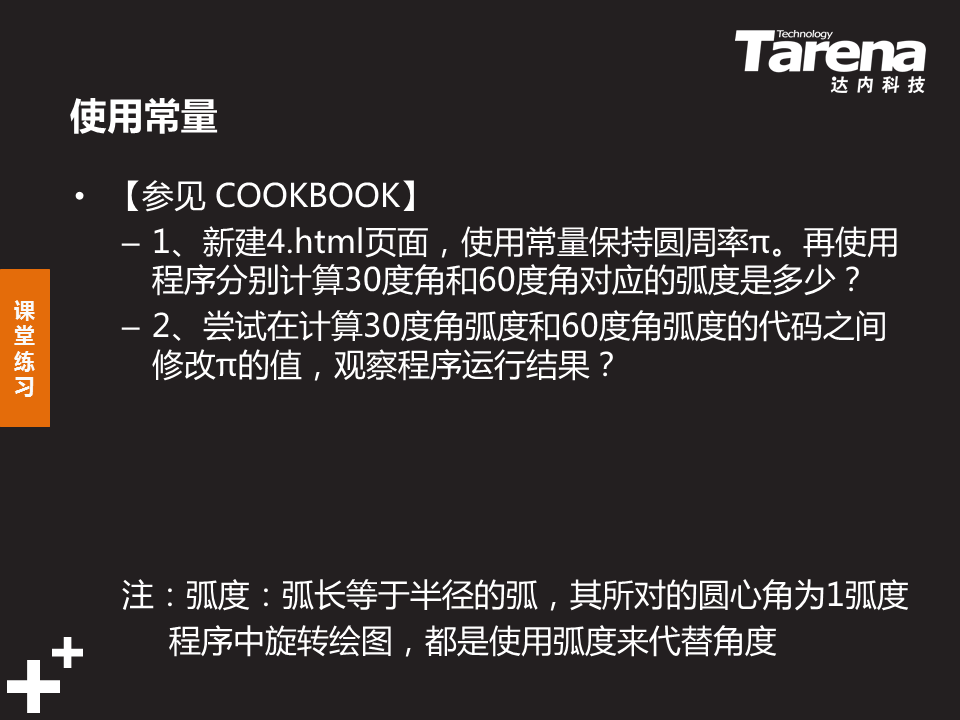 Technology
Tarena
达内科技
使用常量
• 【参见 COOKBOOK】
– 1、新建4.html页面，使用常量保持圆周率π。再使用
程序分别计算30度角和60度角对应的弧度是多少？
– 2、尝试在计算30度角弧度和60度角弧度的代码之间
修改π的值，观察程序运行结果？
课
堂
练
习
注：弧度：弧长等于半径的弧，其所对的圆心角为1弧度
程序中旋转绘图，都是使用弧度来代替角度